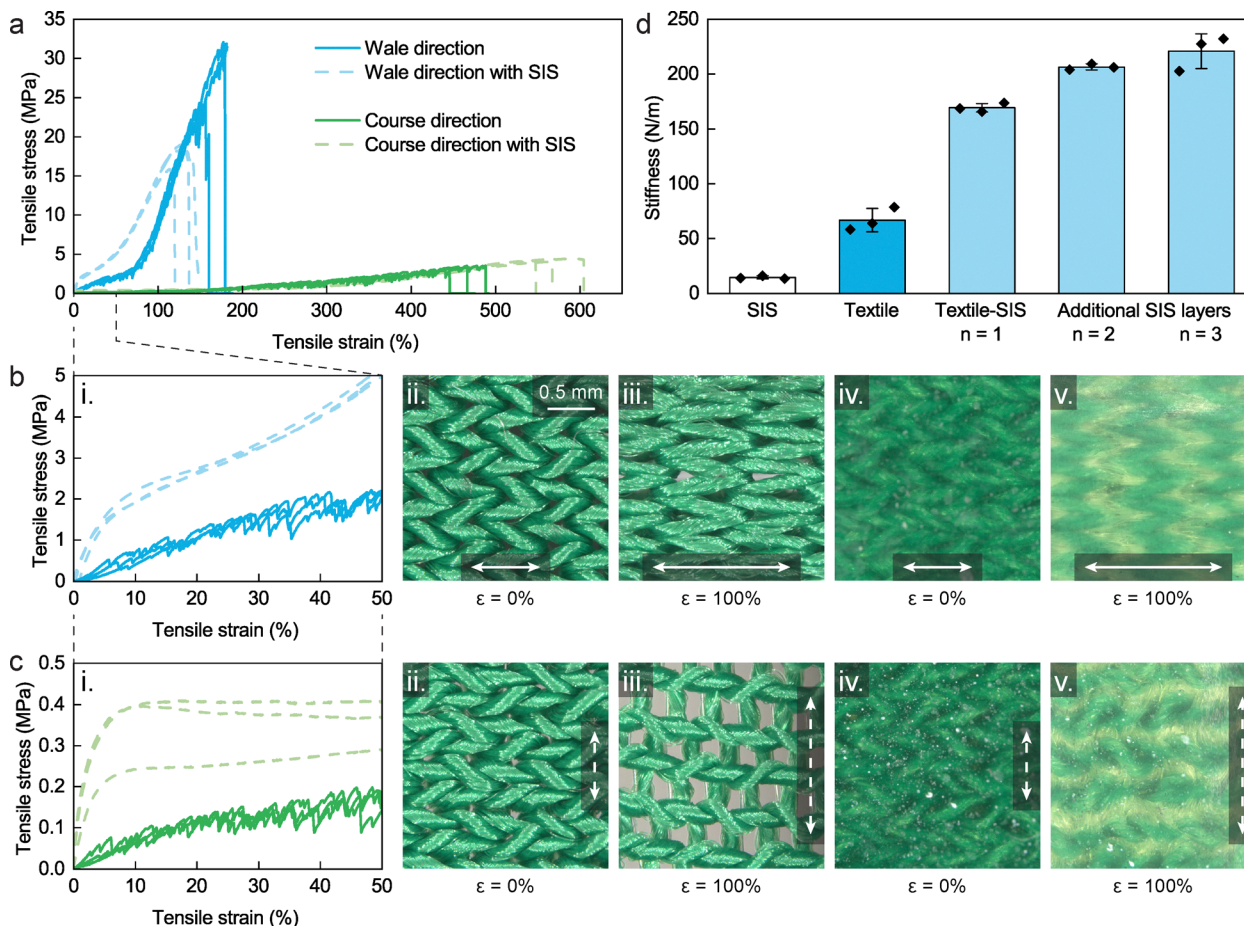 a
Tensile stress (MPa)
35
30
25
20
15
10
5
0
0 100 200 300 400 500 600
Tensile strain (%)
Wale direction
Wale direction with SIS
Course direction
Course direction with SIS
d
Stiffness (N/m)
250
200
150
100
50
0
SIS Textile Textile-SIS Additional SIS layers
n = 1 n = 2 n = 3
b
i.
Tensile stress (MPa)
5
4
3
2
1
0
0 10 20 30 40 50
Tensile strain (%)
ii. iii. iv. v.
0.5 mm
ε = 0% ε = 100% ε = 0% ε = 100%
c
i.
Tensile stress (MPa)
0.5
0.4
0.3
0.2
0.1
0.0
0 10 20 30 40 50
Tensile strain (%)
ii. iii. iv. v.
ε = 0% ε = 100% ε = 0% ε = 100%